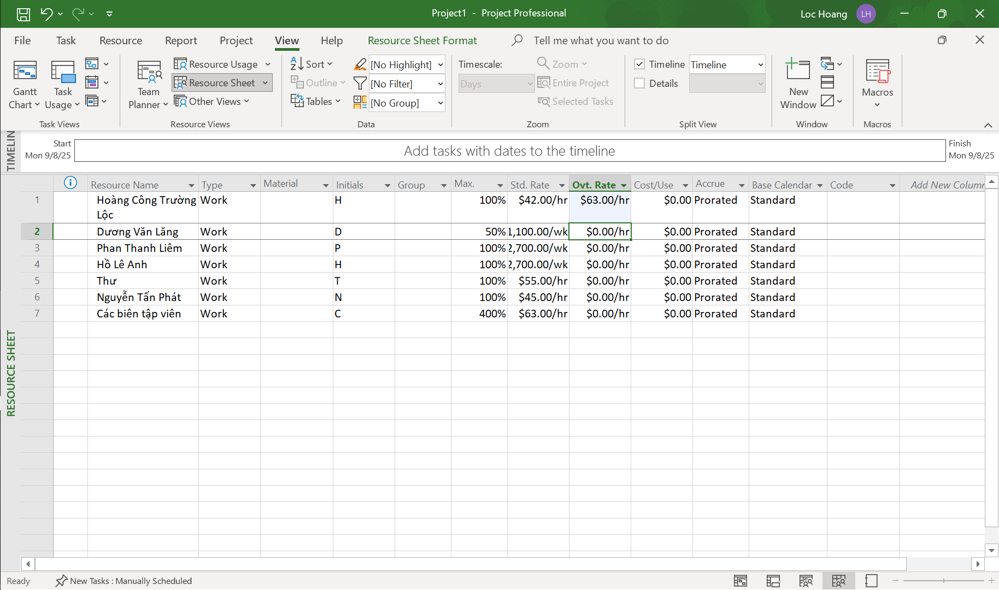 Project1 - Project Professional
Loc Hoang LH
File Task Resource Report Project View Help Resource Sheet Format Tell me what you want to do
Gantt Chart
Task Usage
Task Views
Team Planner
Resource Usage
Resource Sheet
Other Views
Resource Views
Sort
Outline
Tables
[No Highlight]
[No Filter]
[No Group]
Data
Timescale:
Days
Zoom
Entire Project
Selected Tasks
Zoom
Timeline Timeline
Details
Split View
New Window
Window
Macros
Macros
TIMELIN
Start
Mon 9/8/25
Add tasks with dates to the timeline
Finish
Mon 9/8/25
RESOURCE SHEET
Resource Name Type Material Initials Group Max. Std. Rate Ovt. Rate Cost/Use Accrue Base Calendar Code Add New Column
1 Hoàng Công Trường Lộc Work H 100% $42.00/hr $63.00/hr $0.00 Prorated Standard
2 Dương Văn Lăng Work D 50% 1,100.00/wk $0.00/hr $0.00 Prorated Standard
3 Phan Thanh Liêm Work P 100% 2,700.00/wk $0.00/hr $0.00 Prorated Standard
4 Hồ Lê Anh Work H 100% 2,700.00/wk $0.00/hr $0.00 Prorated Standard
5 Thư Work T 100% $55.00/hr $0.00/hr $0.00 Prorated Standard
6 Nguyễn Tấn Phát Work N 100% $45.00/hr $0.00/hr $0.00 Prorated Standard
7 Các biên tập viên Work C 400% $63.00/hr $0.00/hr $0.00 Prorated Standard
Ready New Tasks : Manually Scheduled